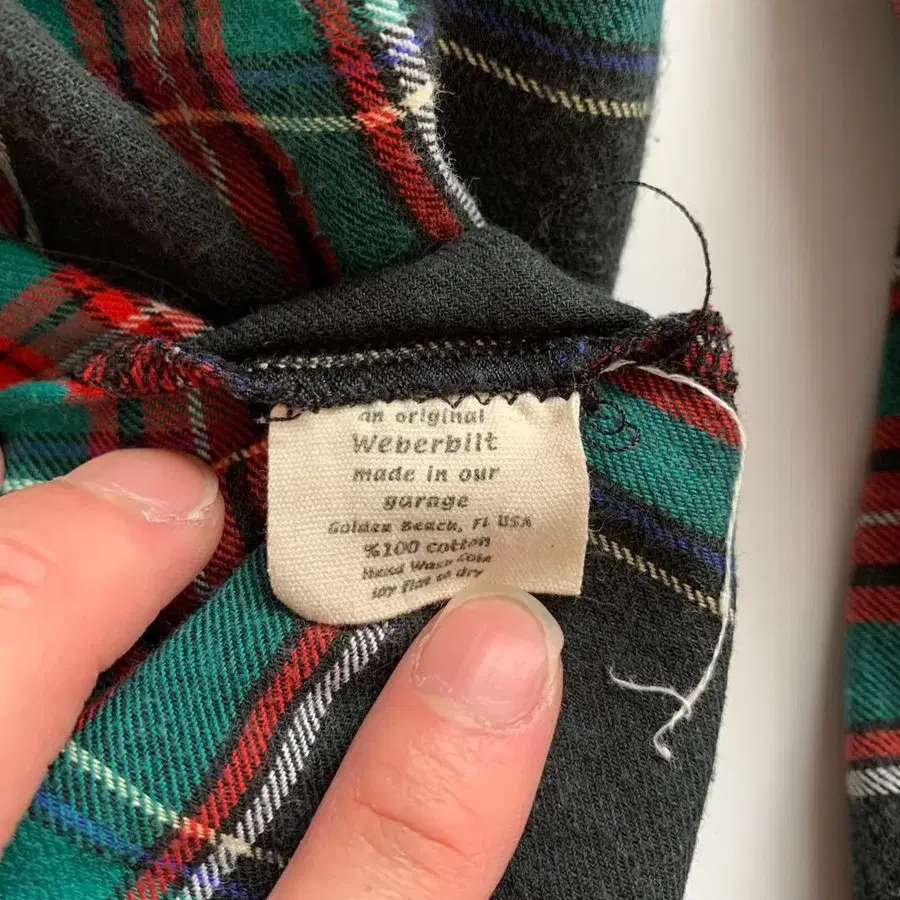 an original
Weberbilt
made in our
garage
Golden Beach, Fl USA
%100 cotton
Hand Wash Cold
lay flat to dry